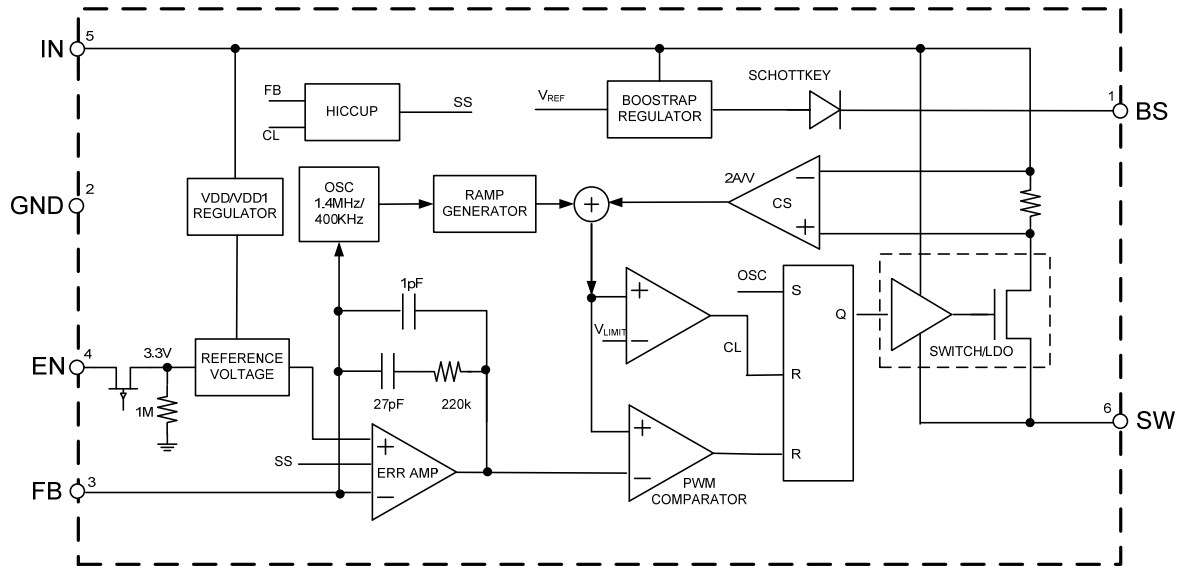 IN
5
FB
CL
HICCUP
SS
VREF
BOOSTRAP
REGULATOR
SCHOTTKEY
1
BS
GND
2
VDD/VDD1
REGULATOR
OSC
1.4MHz/
400KHz
RAMP
GENERATOR
+
2A/V
−
CS
+
1pF
27pF
220k
+
VLIMIT
−
CL
OSC
S
R
R
Q
SWITCH/LDO
EN
4
3.3V
1M
REFERENCE
VOLTAGE
SS
+
ERR AMP
−
+
−
PWM
COMPARATOR
6
SW
FB
3